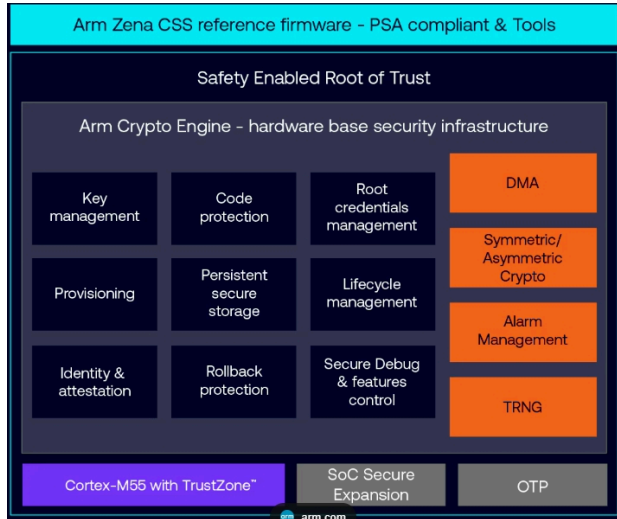 Arm Zena CSS reference firmware - PSA compliant & Tools
Safety Enabled Root of Trust
Arm Crypto Engine - hardware base security infrastructure
Key
management
Code
protection
Root
credentials
management
DMA
Provisioning
Persistent
secure
storage
Lifecycle
management
Symmetric/
Asymmetric
Crypto
Alarm
Management
Identity &
attestation
Rollback
protection
Secure Debug
& features
control
TRNG
Cortex-M55 with TrustZone™
SoC Secure
Expansion
OTP
arm arm.com